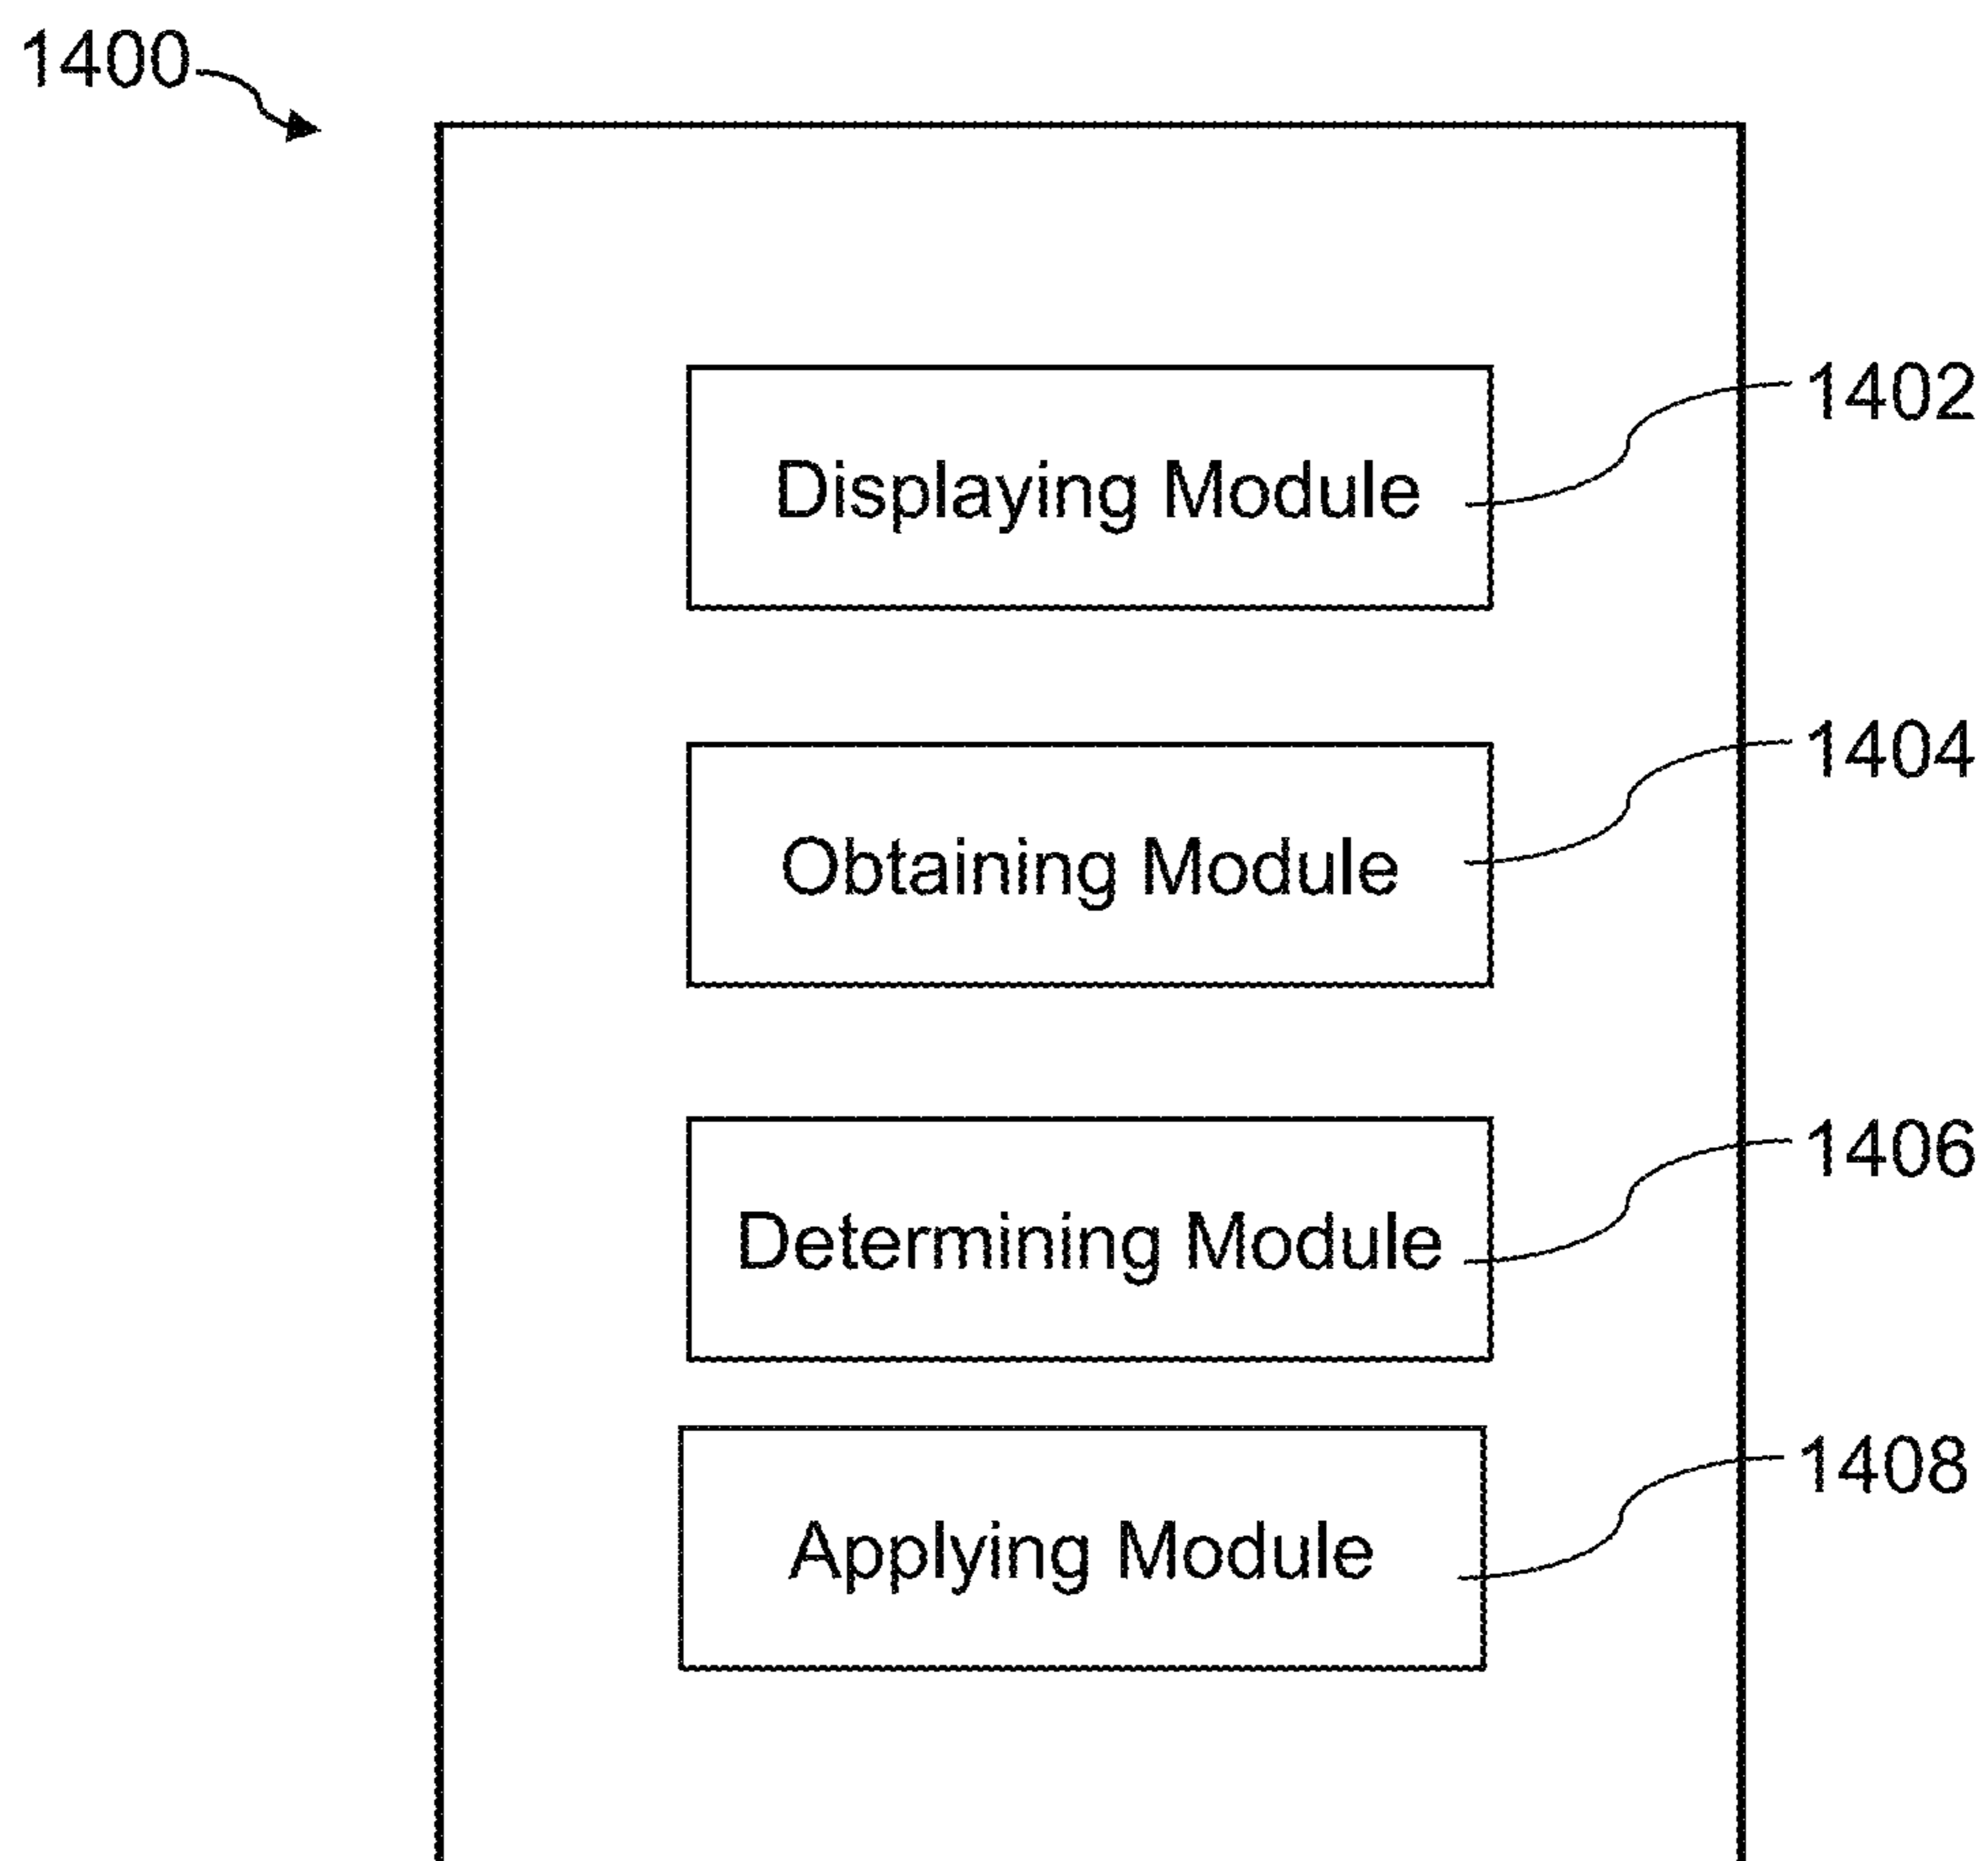 1400
Displaying Module
1402
Obtaining Module
1404
Determining Module
1406
Applying Module
1408